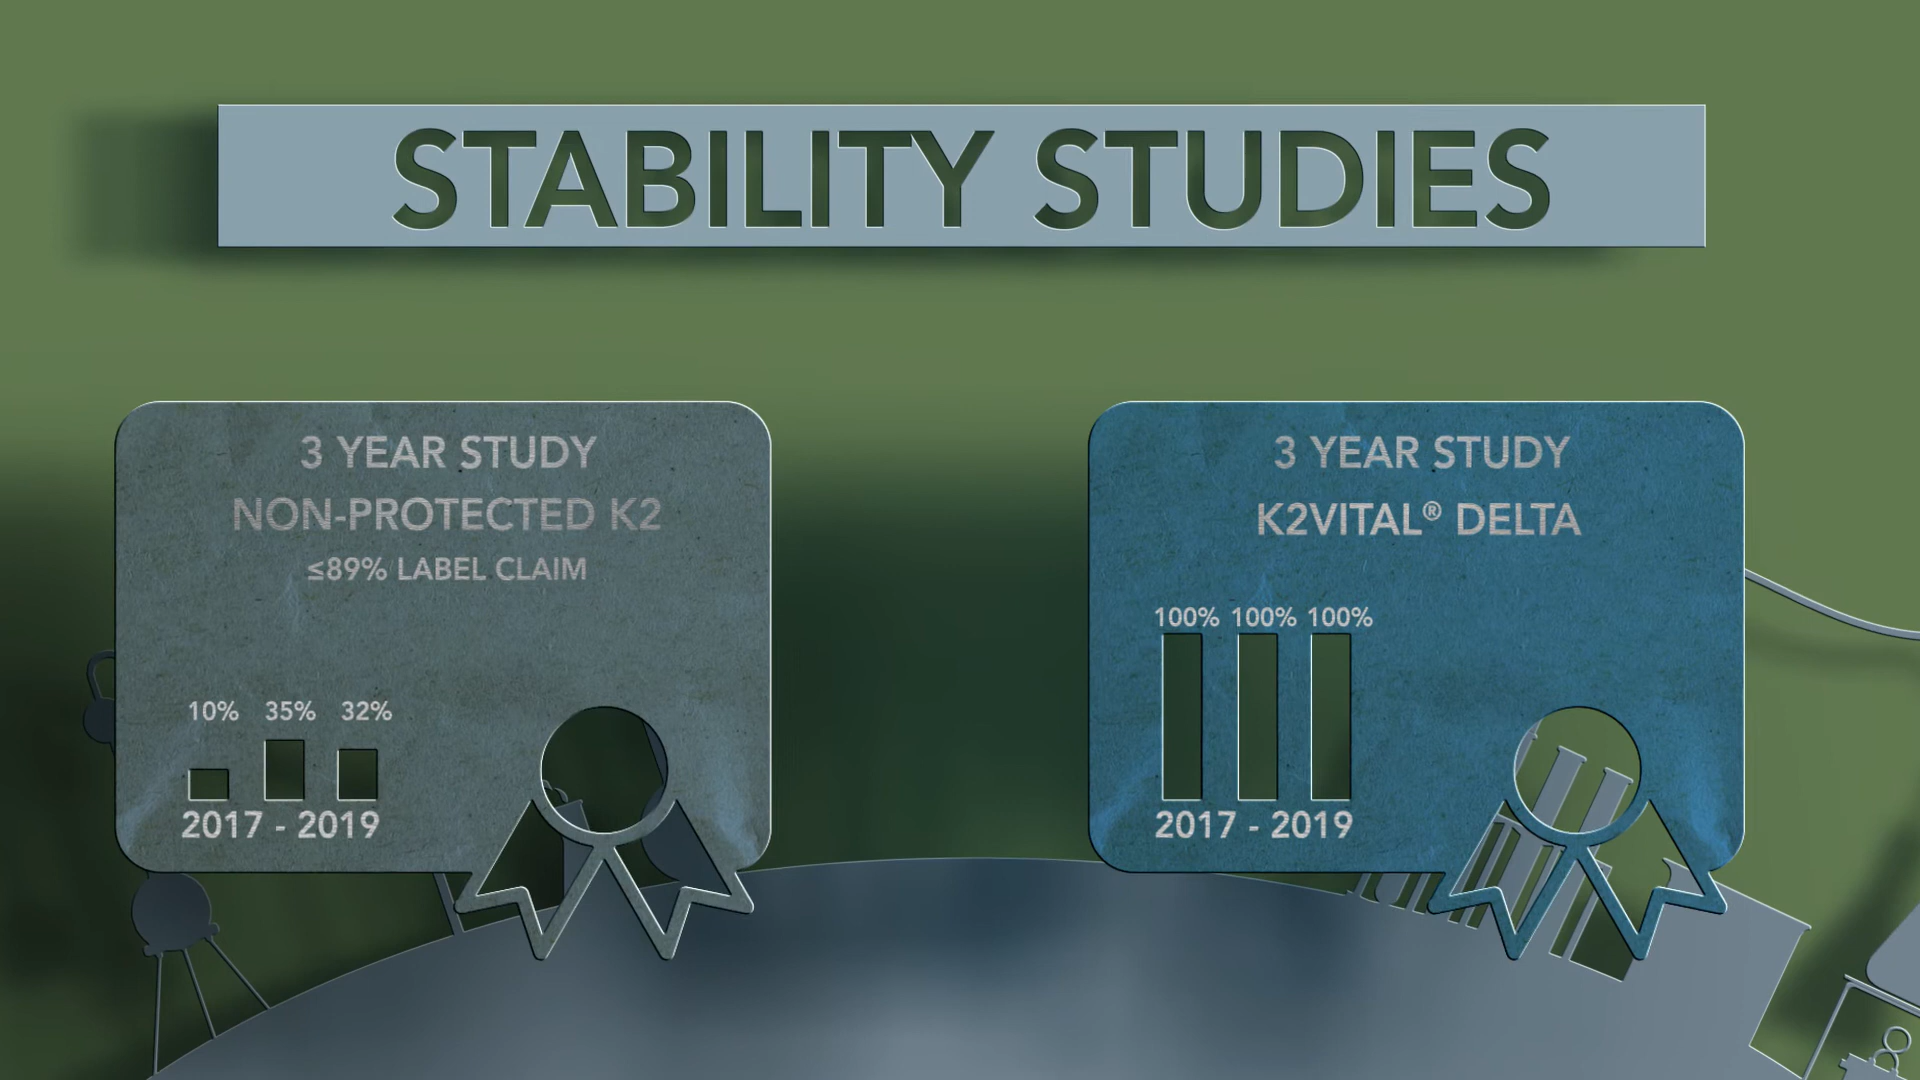 STABILITY STUDIES
3 YEAR STUDY
NON-PROTECTED K2
≤89% LABEL CLAIM
10% 35% 32%
2017 - 2019
3 YEAR STUDY
K2VITAL® DELTA
100% 100% 100%
2017 - 2019